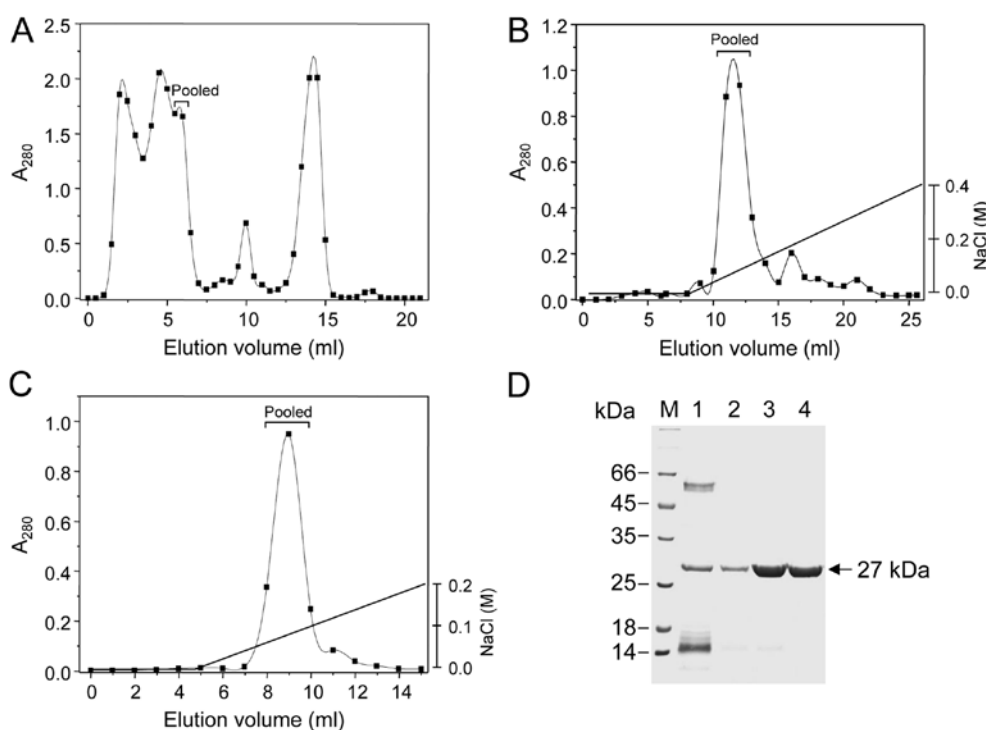 A
2.5
2.0
1.5
1.0
0.5
0.0
A280
Pooled
0 5 10 15 20
Elution volume (ml)
B
1.2
1.0
0.8
0.6
0.4
0.2
0.0
A280
Pooled
0.4
0.2
0.0
NaCl (M)
0 5 10 15 20 25
Elution volume (ml)
C
1.0
0.8
0.6
0.4
0.2
0.0
A280
Pooled
0.2
0.1
0.0
NaCl (M)
0 2 4 6 8 10 12 14
Elution volume (ml)
D
kDa M 1 2 3 4
66
45
35
25
18
14
27 kDa